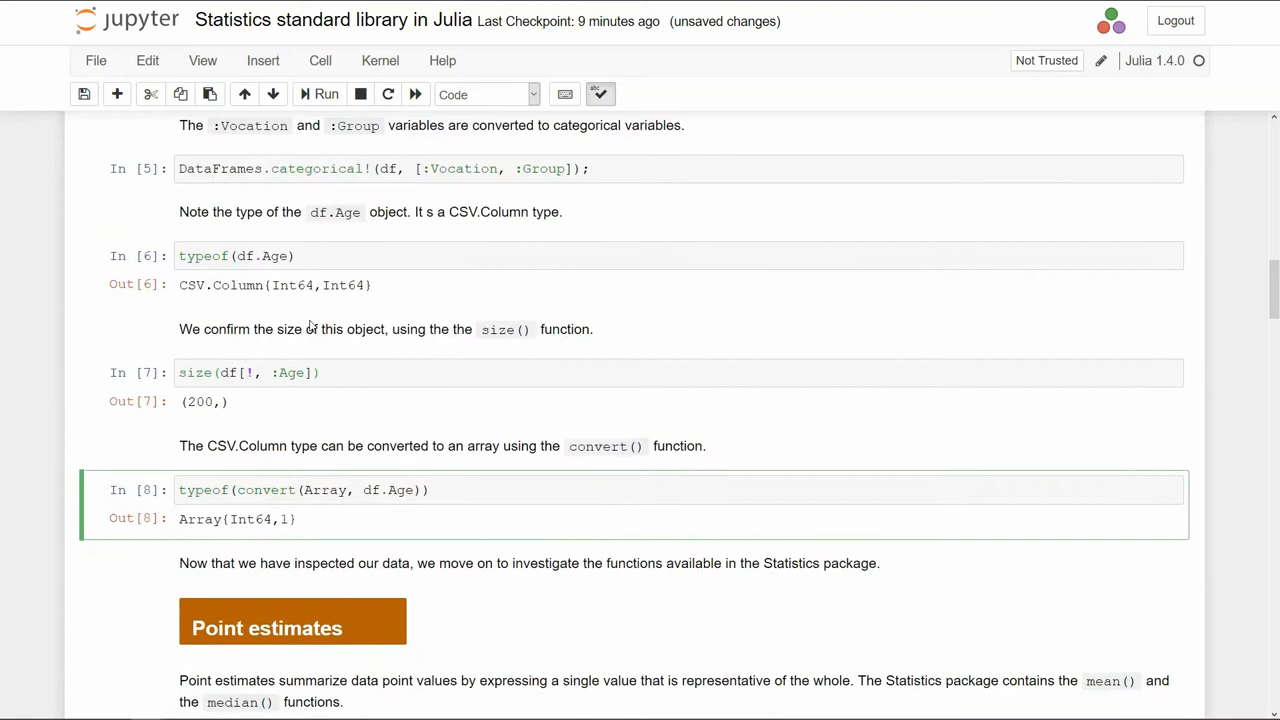 jupyter Statistics standard library in Julia Last Checkpoint: 9 minutes ago (unsaved changes) Logout
File Edit View Insert Cell Kernel Help Not Trusted Julia 1.4.0
Run Code
The :Vocation and :Group variables are converted to categorical variables.
In [5]: DataFrames.categorical!(df, [:Vocation, :Group]);
Note the type of the df.Age object. It s a CSV.Column type.
In [6]: typeof(df.Age)
Out[6]: CSV.Column{Int64,Int64}
We confirm the size of this object, using the the size() function.
In [7]: size(df[!, :Age])
Out[7]: (200,)
The CSV.Column type can be converted to an array using the convert() function.
In [8]: typeof(convert(Array, df.Age))
Out[8]: Array{Int64,1}
Now that we have inspected our data, we move on to investigate the functions available in the Statistics package.
Point estimates
Point estimates summarize data point values by expressing a single value that is representative of the whole. The Statistics package contains the mean() and
the median() functions.